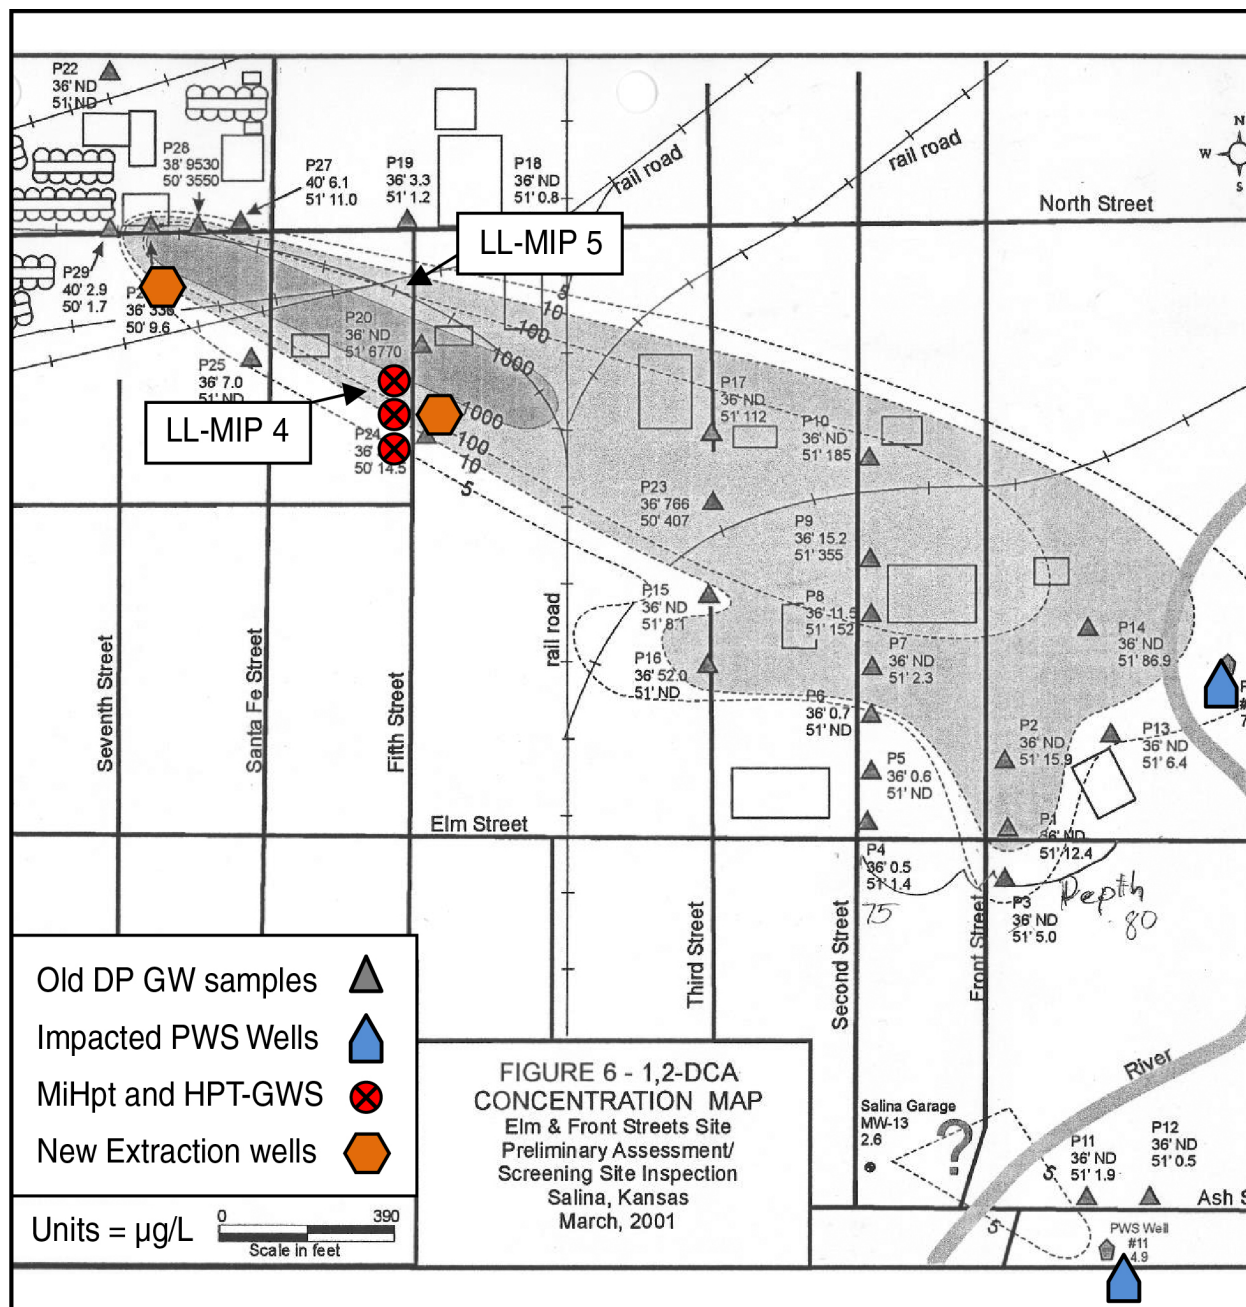 P22
36' ND
51' ND
P28
38' 9530
50' 3550
P27
40' 6.1
51' 11.0
P19
36' 3.3
51' 1.2
P18
36' ND
51' 0.8
rail road
rail road
N
W
S
North Street
LL-MIP 5
P29
40' 2.9
50' 1.7
36' 330
50' 9.6
P20
36' ND
51' 6770
5
10
100
1000
P25
36' 7.0
51' ND
LL-MIP 4
P24
36'
50' 14.5
1000
100
10
5
P17
36' ND
51' 112
P10
36' ND
51' 185
P23
36' 766
50' 407
P9
36' 15.2
51' 355
P15
36' ND
51' 8.1
P8
36' 11.5
51' 152
P14
36' ND
51' 86.9
P16
36' 52.0
51' ND
P7
36' ND
51' 2.3
P6
36' 0.7
51' ND
P2
36' ND
51' 15.9
P13
36' ND
51' 6.4
P5
36' 0.6
51' ND
Seventh Street
Santa Fe Street
Fifth Street
rail road
Elm Street
P1
36' ND
51' 12.4
P4
36' 0.5
51' 1.4
75
P3
36' ND
51' 5.0
Depth
80
Third Street
Second Street
Front Street
Old DP GW samples
Impacted PWS Wells
MiHpt and HPT-GWS
New Extraction wells
Units = µg/L
0 390
Scale in feet
FIGURE 6 - 1,2-DCA
CONCENTRATION MAP
Elm & Front Streets Site
Preliminary Assessment/
Screening Site Inspection
Salina, Kansas
March, 2001
River
Salina Garage
MW-13
2.6
?
5
5
P11
36' ND
51' 1.9
P12
36' ND
51' 0.5
Ash S
PWS Well
#11
4.9